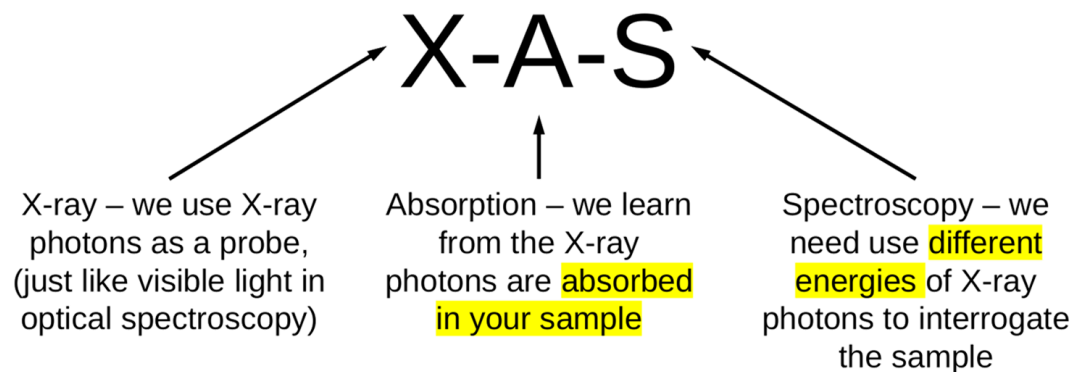 X-A-S
X-ray – we use X-ray
photons as a probe,
(just like visible light in
optical spectroscopy)
Absorption – we learn
from the X-ray
photons are absorbed
in your sample
Spectroscopy – we
need use different
energies of X-ray
photons to interrogate
the sample